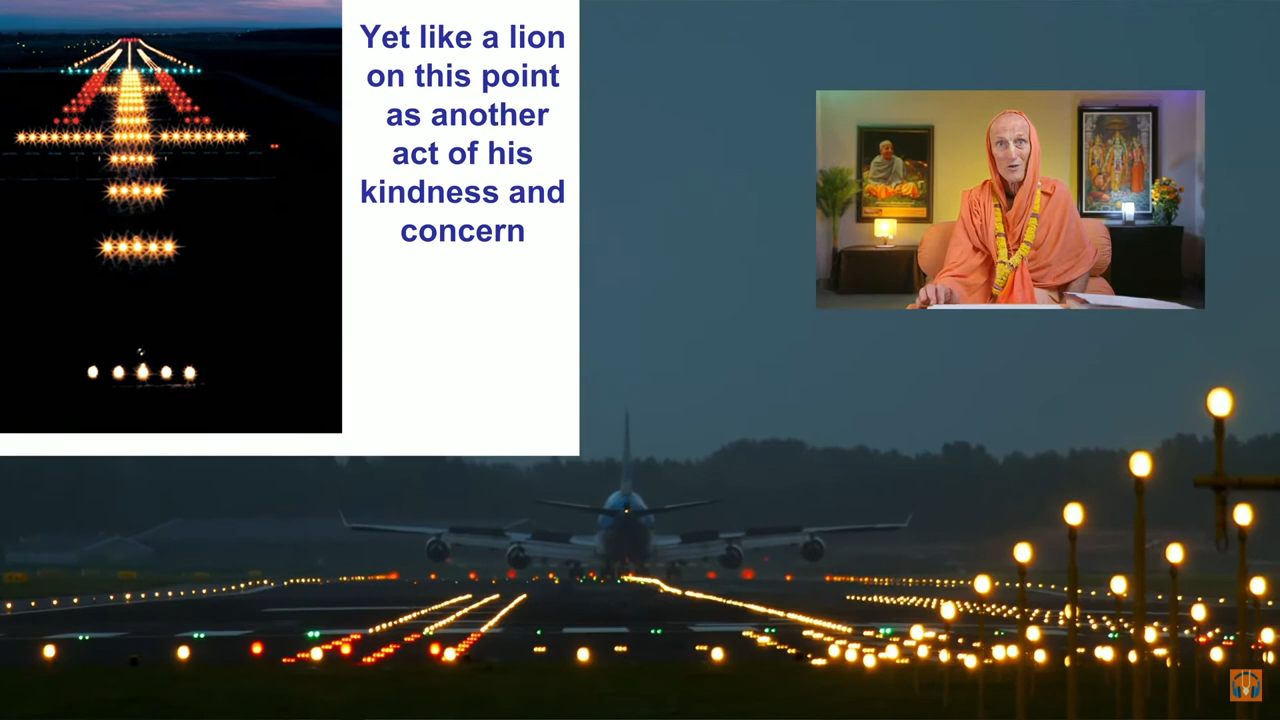 Yet like a lion
on this point
as another
act of his
kindness and
concern